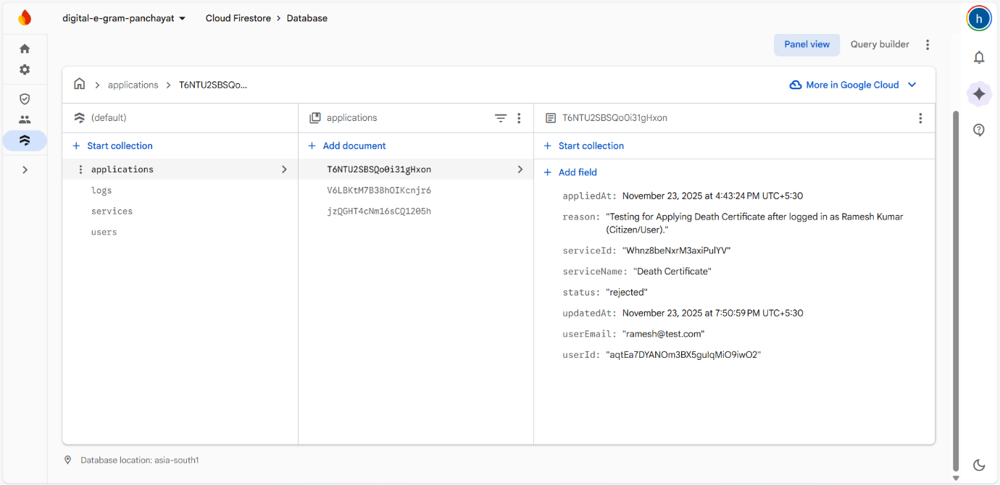 digital-e-gram-panchayat Cloud Firestore Database
h
Panel view Query builder
applications T6NTU2SBSQo...
More in Google Cloud
(default)
applications
T6NTU2SBSQo0i31gHxon
+ Start collection
+ Add document
+ Start collection
applications
logs
services
users
T6NTU2SBSQo0i31gHxon
V6LBKtM7B38hOIKcnjr6
jzQGHT4cNm16sCQ1205h
+ Add field
appliedAt: November 23, 2025 at 4:43:24 PM UTC+5:30
reason: "Testing for Applying Death Certificate after logged in as Ramesh Kumar
(Citizen/User)."
serviceId: "Whnz8beNxrM3axiPulYV"
serviceName: "Death Certificate"
status: "rejected"
updatedAt: November 23, 2025 at 7:50:59 PM UTC+5:30
userEmail: "ramesh@test.com"
userId: "aqtEa7DYANOm3BX5guIqMiO9iwO2"
Database location: asia-south1